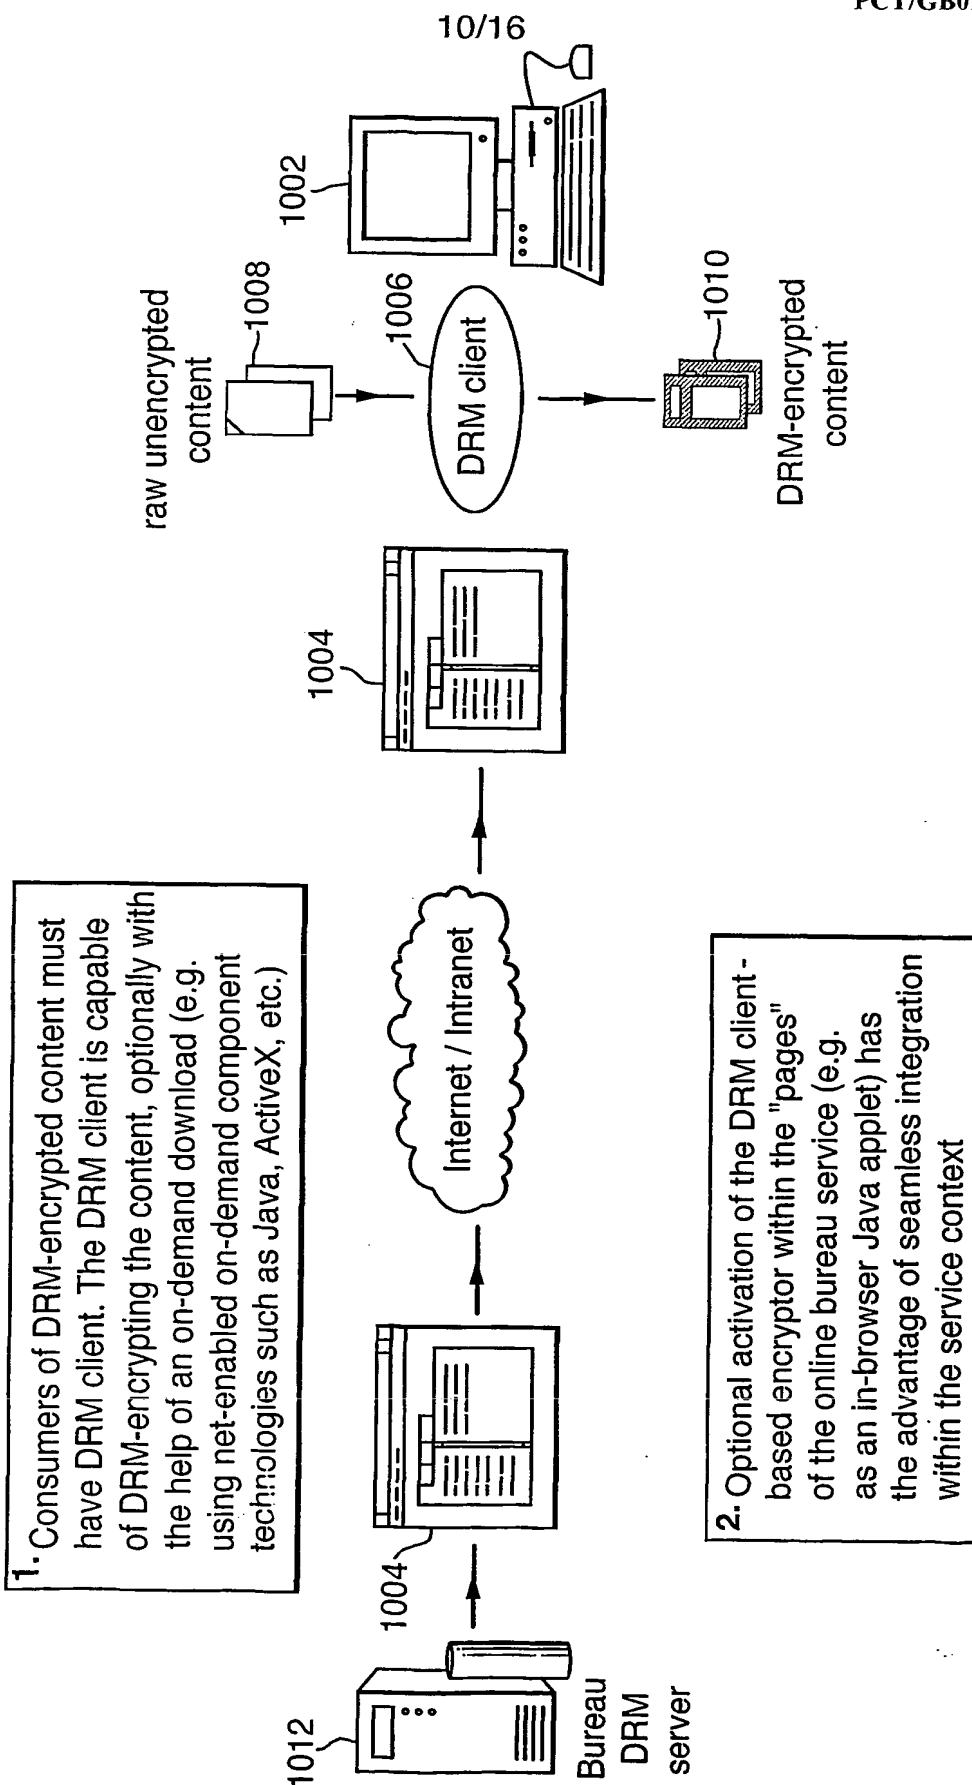 PCT/GB01
10/16
1. Consumers of DRM-encrypted content must
have DRM client. The DRM client is capable
of DRM-encrypting the content, optionally with
the help of an on-demand download (e.g.
using net-enabled on-demand component
technologies such as Java, ActiveX, etc.)
raw unencrypted
content
1008
1002
1006
DRM client
1010
DRM-encrypted
content
1004
Internet / Intranet
1004
1012
Bureau
DRM
server
2. Optional activation of the DRM client -
based encryptor within the "pages"
of the online bureau service (e.g.
as an in-browser Java applet) has
the advantage of seamless integration
within the service context